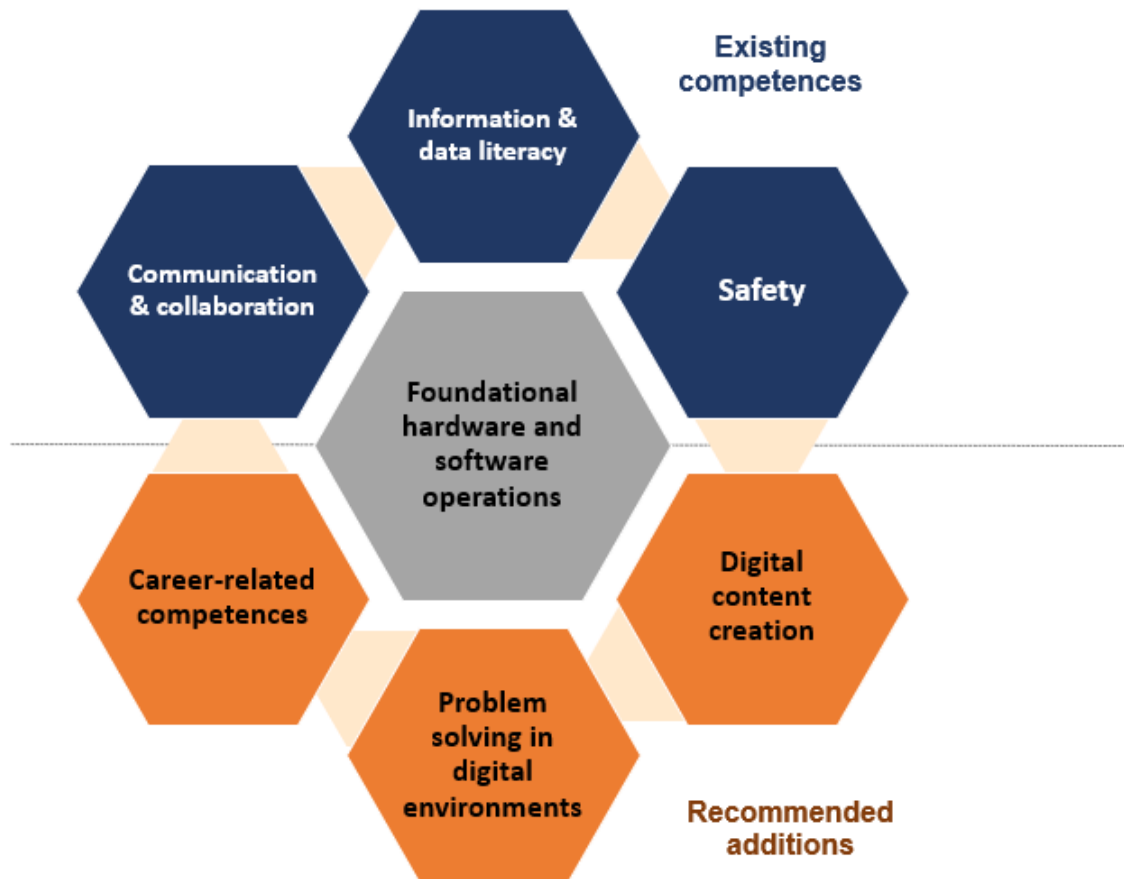 Existing
competences
Information &
data literacy
Communication
& collaboration
Safety
Foundational
hardware and
software
operations
Career-related
competences
Digital
content
creation
Problem
solving in
digital
environments
Recommended
additions